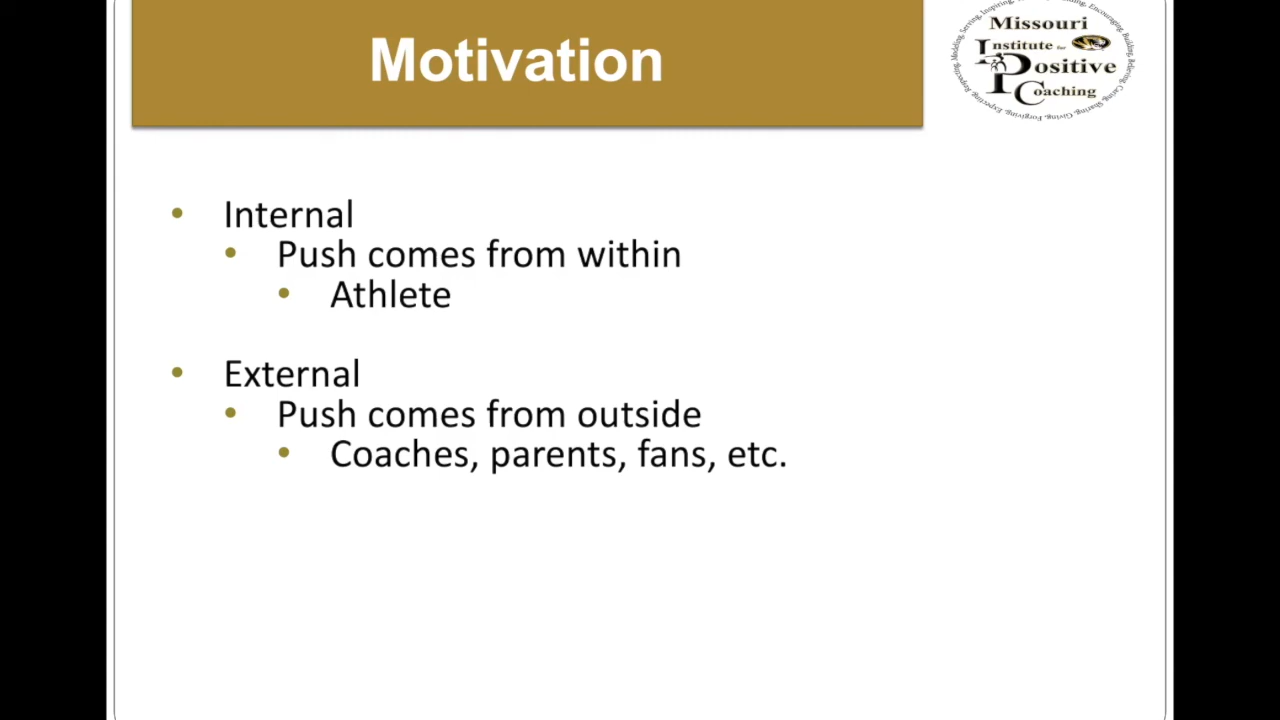 Motivation
Missouri
Institute for
Positive
Coaching
• Internal
• Push comes from within
• Athlete
• External
• Push comes from outside
• Coaches, parents, fans, etc.